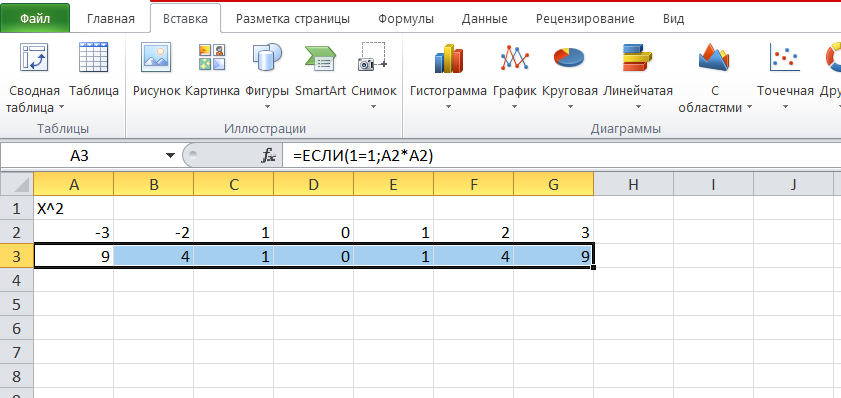 Файл Главная Вставка Разметка страницы Формулы Данные Рецензирование Вид
Сводная таблица Таблица Рисунок Картинка Фигуры SmartArt Снимок Гистограмма График Круговая Линейчатая С областями Точечная Дру
Таблицы Иллюстрации Диаграммы
A3 fx =ЕСЛИ(1=1;A2*A2)
A B C D E F G H I J
1 X^2
2 -3 -2 1 0 1 2 3
3 9 4 1 0 1 4 9
4
5
6
7
8